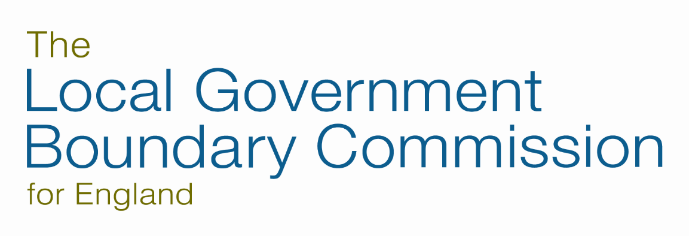 The
Local Government
Boundary Commission
for England